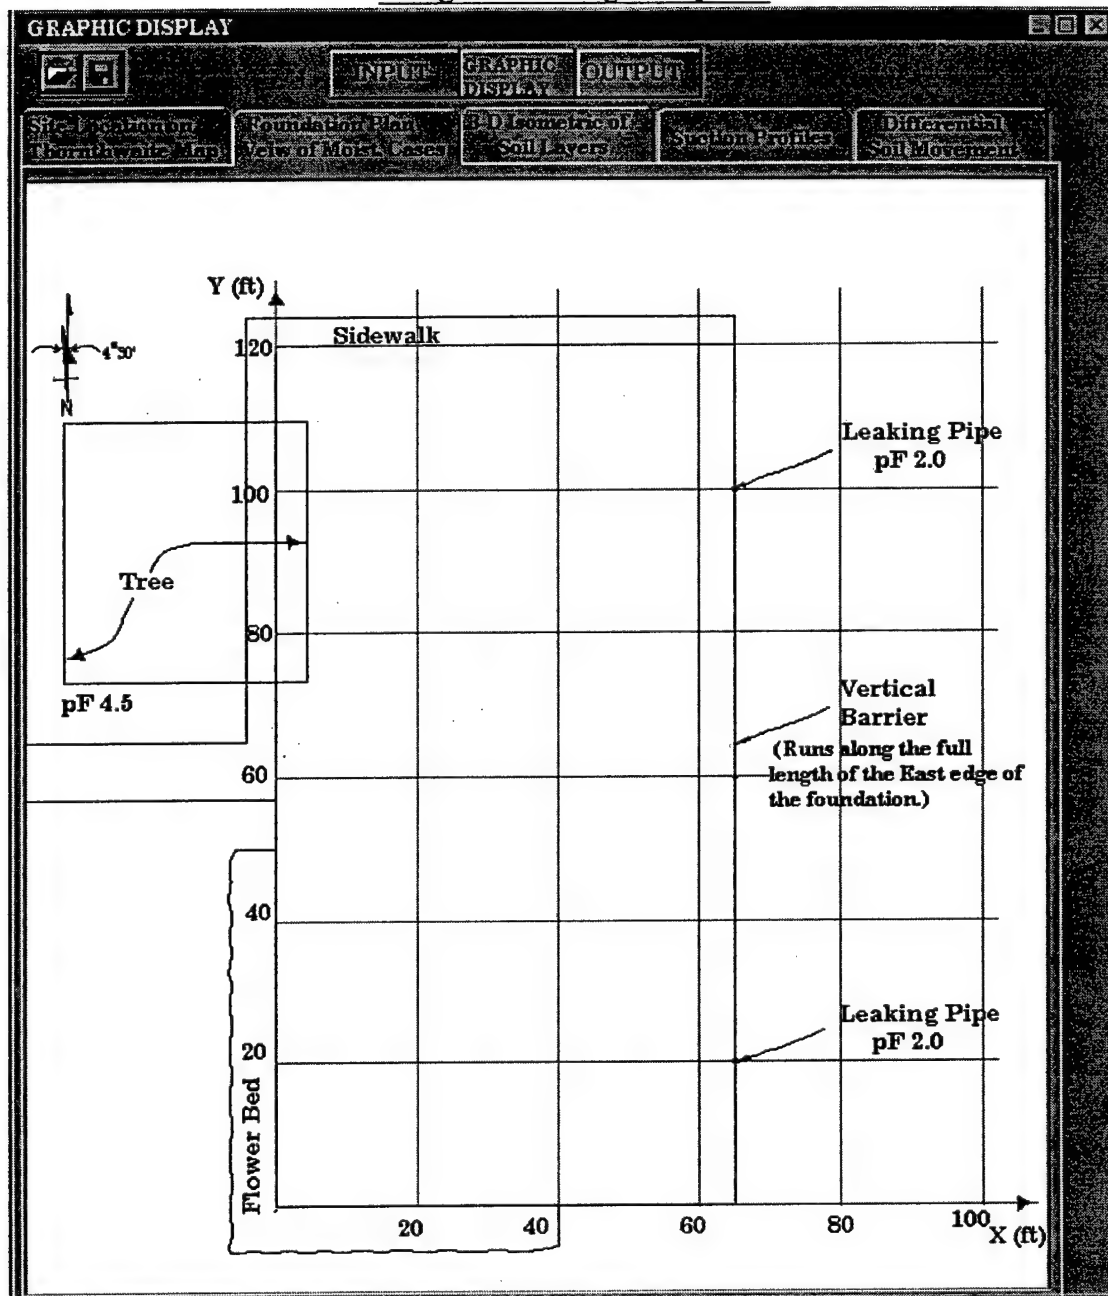 GRAPHIC DISPLAY
INPUT
GRAPHIC
DISPLAY
OUTPUT
Site Location on
Thornthwaite Map
Foundation Plan
Veiw of Moist. Cases
3-D Isometric of
Soil Layers
Suction Profiles
Differential
Soil Movement
Y (ft)
4°30'
N
120
Sidewalk
Leaking Pipe
pF 2.0
100
Tree
80
pF 4.5
Vertical
Barrier
(Runs along the full
length of the East edge of
the foundation.)
60
40
Leaking Pipe
pF 2.0
20
Flower Bed
20
40
60
80
100
X (ft)